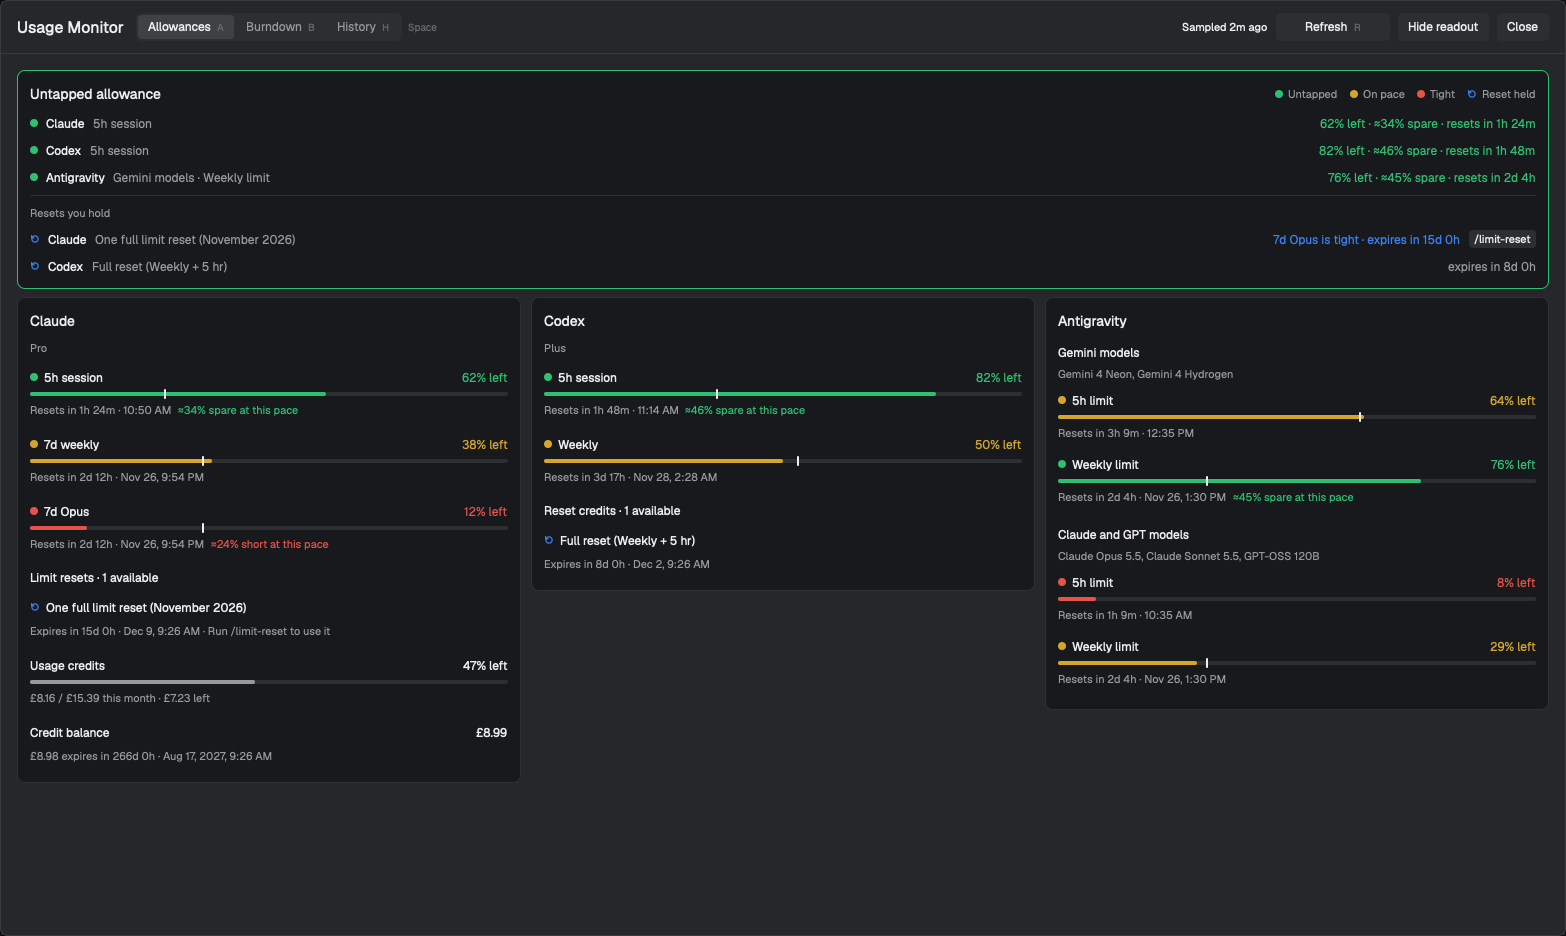 Usage Monitor
Allowances A Burndown B History H Space
Sampled 2m ago Refresh R Hide readout Close
Untapped allowance
Untapped On pace Tight Reset held
Claude 5h session 62% left · ≈34% spare · resets in 1h 24m
Codex 5h session 82% left · ≈46% spare · resets in 1h 48m
Antigravity Gemini models · Weekly limit 76% left · ≈45% spare · resets in 2d 4h
Resets you hold
Claude One full limit reset (November 2026) 7d Opus is tight · expires in 15d 0h /limit-reset
Codex Full reset (Weekly + 5 hr) expires in 8d 0h
Claude
Pro
5h session 62% left
Resets in 1h 24m · 10:50 AM ≈34% spare at this pace
7d weekly 38% left
Resets in 2d 12h · Nov 26, 9:54 PM
7d Opus 12% left
Resets in 2d 12h · Nov 26, 9:54 PM ≈24% short at this pace
Limit resets · 1 available
One full limit reset (November 2026)
Expires in 15d 0h · Dec 9, 9:26 AM · Run /limit-reset to use it
Usage credits 47% left
£8.16 / £15.39 this month · £7.23 left
Credit balance £8.99
£8.98 expires in 266d 0h · Aug 17, 2027, 9:26 AM
Codex
Plus
5h session 82% left
Resets in 1h 48m · 11:14 AM ≈46% spare at this pace
Weekly 50% left
Resets in 3d 17h · Nov 28, 2:28 AM
Reset credits · 1 available
Full reset (Weekly + 5 hr)
Expires in 8d 0h · Dec 2, 9:26 AM
Antigravity
Gemini models
Gemini 4 Neon, Gemini 4 Hydrogen
5h limit 64% left
Resets in 3h 9m · 12:35 PM
Weekly limit 76% left
Resets in 2d 4h · Nov 26, 1:30 PM ≈45% spare at this pace
Claude and GPT models
Claude Opus 5.5, Claude Sonnet 5.5, GPT-OSS 120B
5h limit 8% left
Resets in 1h 9m · 10:35 AM
Weekly limit 29% left
Resets in 2d 4h · Nov 26, 1:30 PM